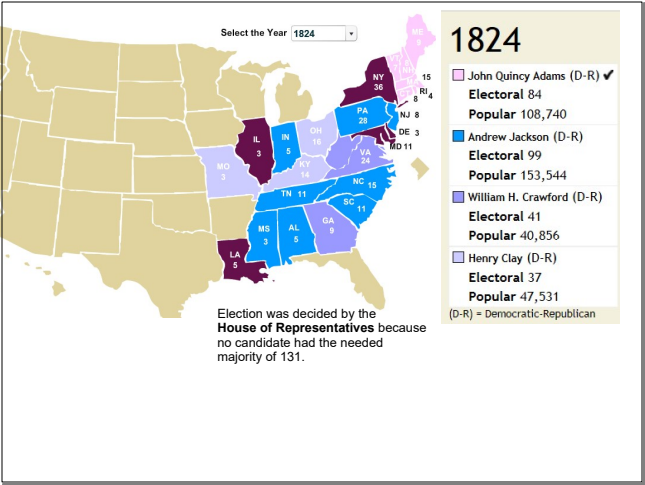 Select the Year 1824
1824
John Quincy Adams (D-R) ✔
Electoral 84
Popular 108,740
Andrew Jackson (D-R)
Electoral 99
Popular 153,544
William H. Crawford (D-R)
Electoral 41
Popular 40,856
Henry Clay (D-R)
Electoral 37
Popular 47,531
(D-R) = Democratic-Republican
ME
NY
36
15
RI 4
8
PA
28
NJ 8
DE 3
MD 11
OH
16
IN
5
IL
3
MO
3
KY
14
VA
24
TN 11
NC 15
SC
11
MS
3
AL
5
GA
9
LA
5
Election was decided by the
House of Representatives because
no candidate had the needed
majority of 131.